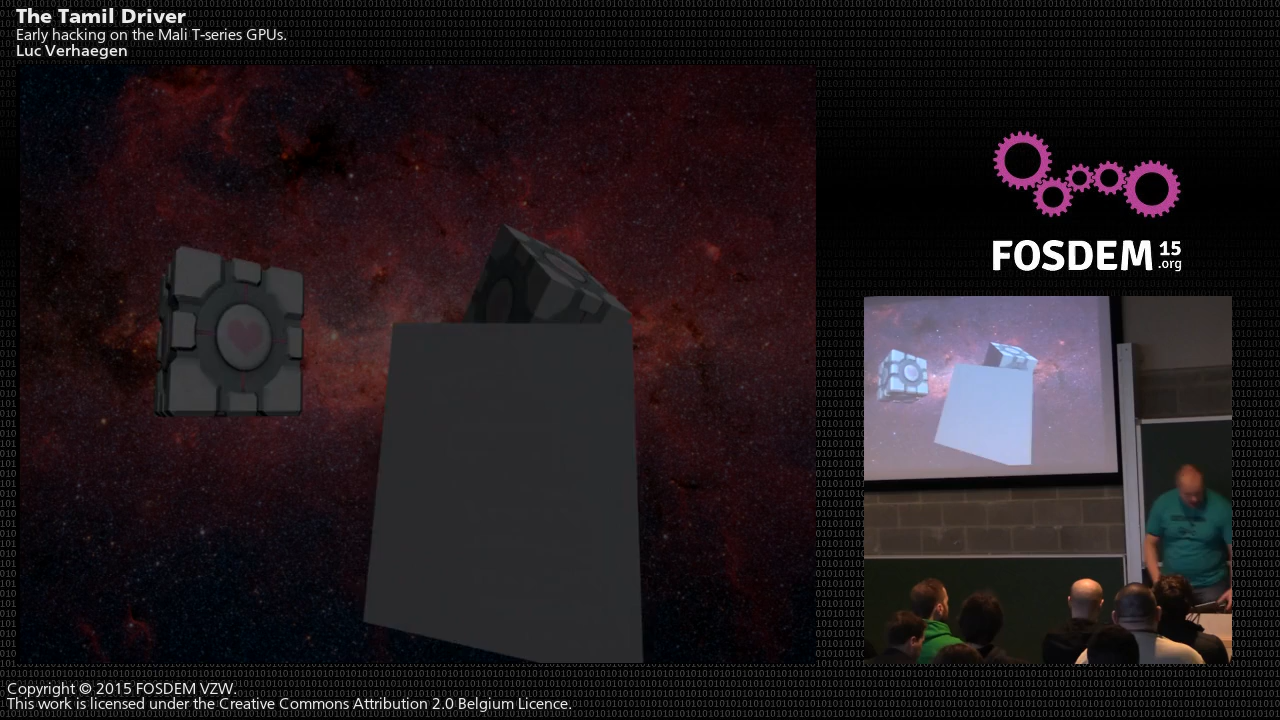 The Tamil Driver
Early hacking on the Mali T-series GPUs.
Luc Verhaegen
FOSDEM 15
.org
Copyright © 2015 FOSDEM VZW.
This work is licensed under the Creative Commons Attribution 2.0 Belgium Licence.